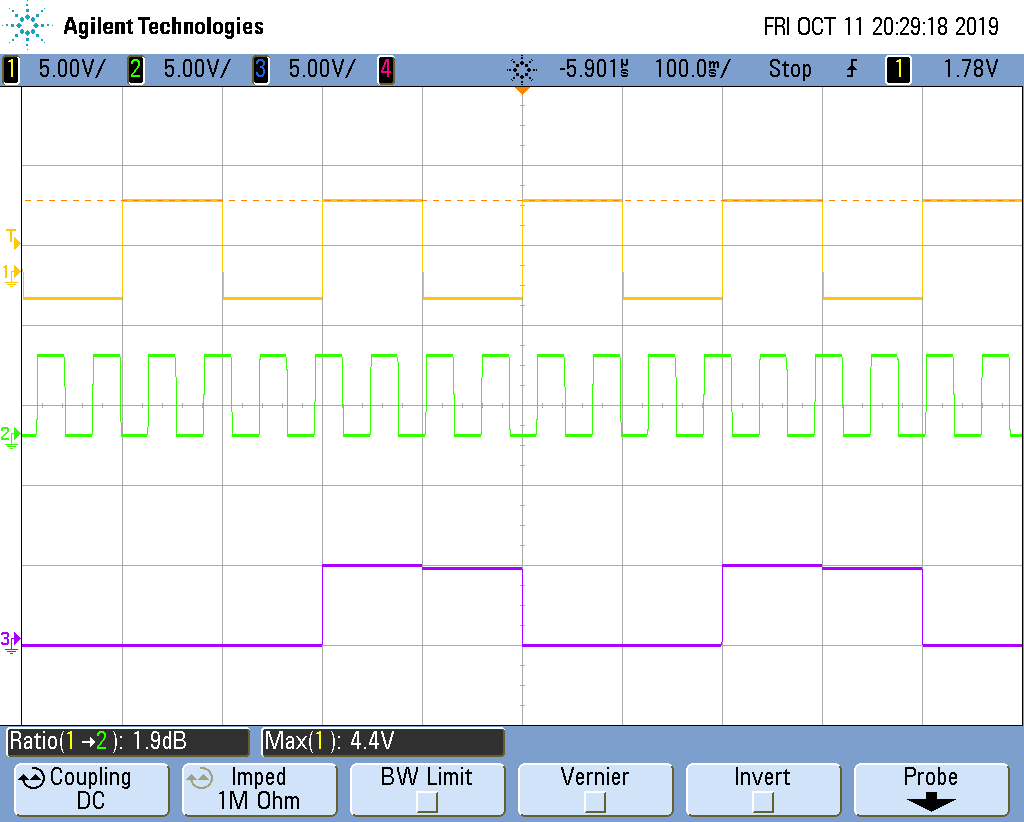 Agilent Technologies
FRI OCT 11 20:29:18 2019
1 5.00V/ 2 5.00V/ 3 5.00V/ 4 -5.901µs 100.0ms/ Stop 1 1.78V
T
1
2
3
Ratio(1→2): 1.9dB Max(1): 4.4V
Coupling Imped BW Limit Vernier Invert Probe
DC 1M Ohm